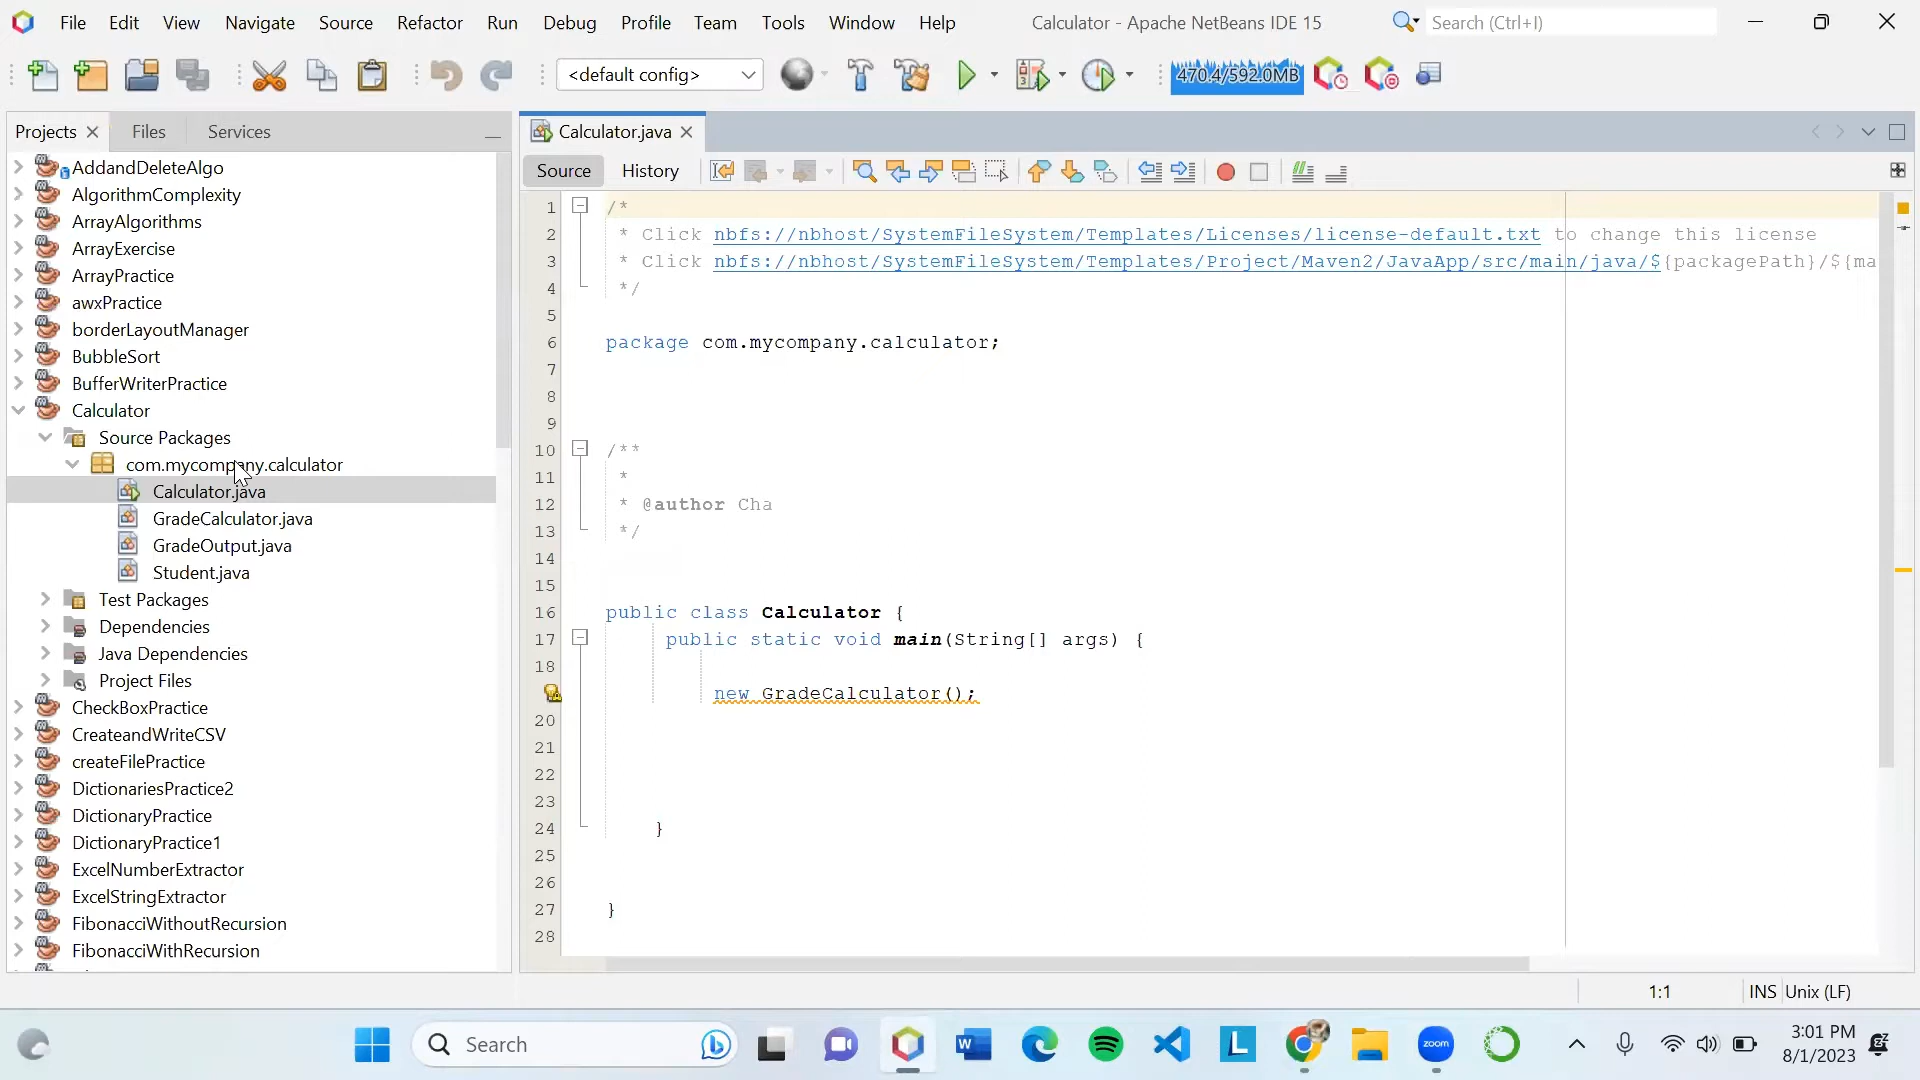 File Edit View Navigate Source Refactor Run Debug Profile Team Tools Window Help Calculator - Apache NetBeans IDE 15 Search (Ctrl+I)
<default config> 470.4/592.0MB
Projects Files Services Calculator.java
Source History
AddandDeleteAlgo
AlgorithmComplexity
ArrayAlgorithms
ArrayExercise
ArrayPractice
awxPractice
borderLayoutManager
BubbleSort
BufferWriterPractice
Calculator
Source Packages
com.mycompany.calculator
Calculator.java
GradeCalculator.java
GradeOutput.java
Student.java
Test Packages
Dependencies
Java Dependencies
Project Files
CheckBoxPractice
CreateandWriteCSV
createFilePractice
DictionariesPractice2
DictionaryPractice
DictionaryPractice1
ExcelNumberExtractor
ExcelStringExtractor
FibonacciWithoutRecursion
FibonacciWithRecursion
1 /*
2 * Click nbfs://nbhost/SystemFileSystem/Templates/Licenses/license-default.txt to change this license
3 * Click nbfs://nbhost/SystemFileSystem/Templates/Project/Maven2/JavaApp/src/main/java/${packagePath}/${ma
4 */
5
6 package com.mycompany.calculator;
7
8
9
10 /**
11 *
12 * @author Cha
13 */
14
15
16 public class Calculator {
17 public static void main(String[] args) {
18
new GradeCalculator();
20
21
22
23
24 }
25
26
27 }
28
1:1 INS Unix (LF)
Search 3:01 PM
8/1/2023